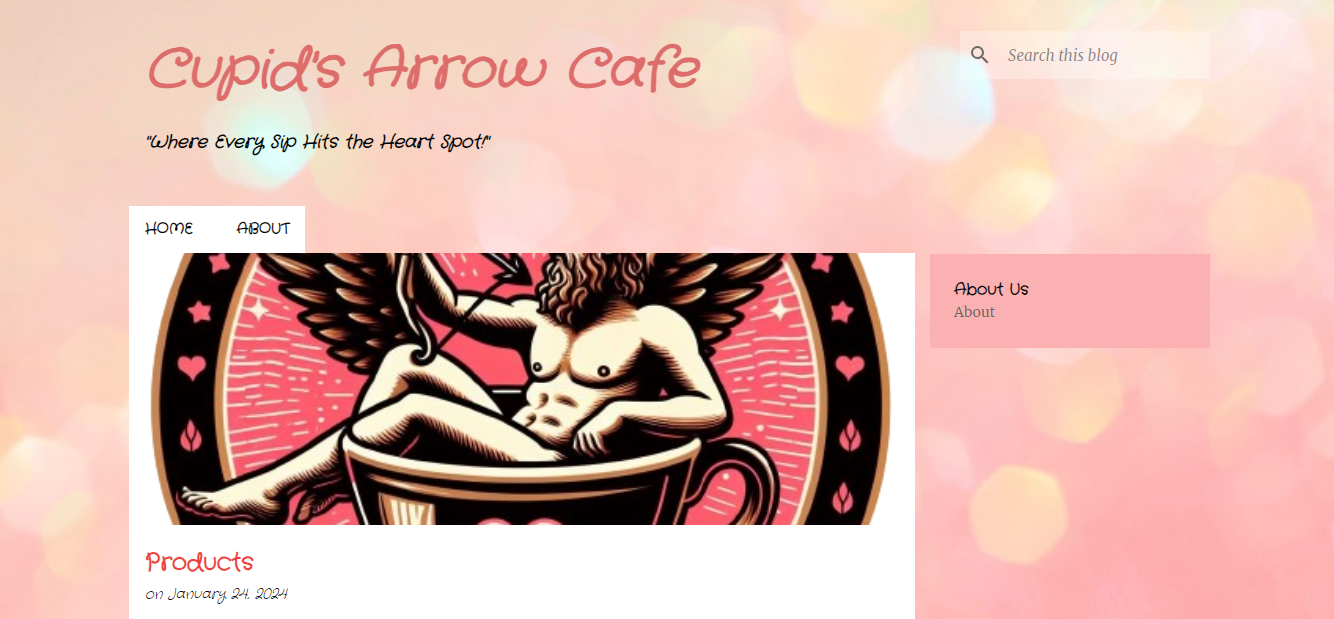 Cupid's Arrow Cafe
Search this blog
"Where Every Sip Hits the Heart Spot!"
HOME ABOUT
About Us
About
Products
on January 24, 2024